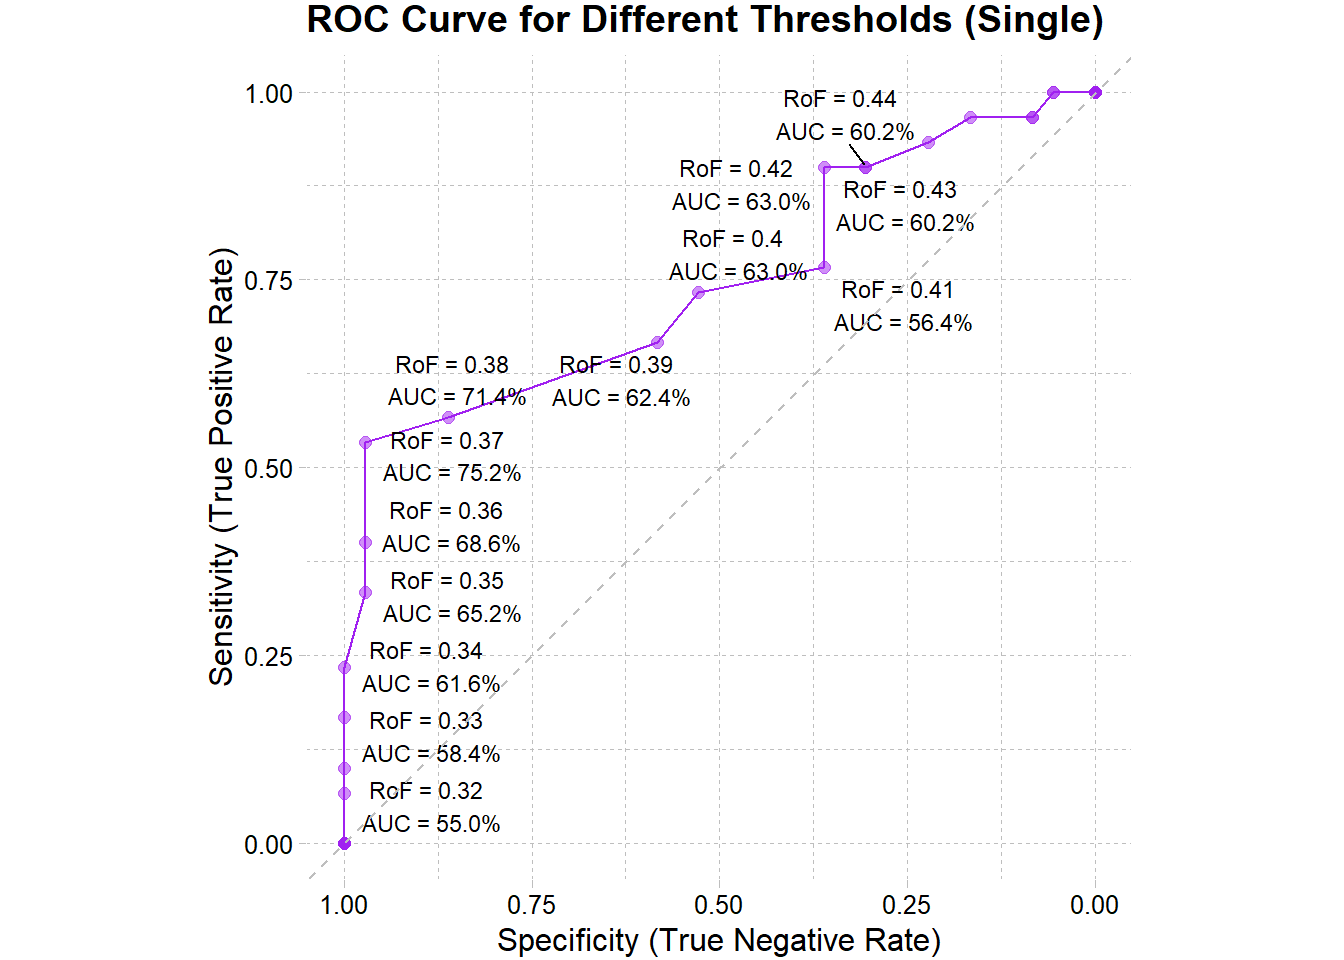 ROC Curve for Different Thresholds (Single)
Sensitivity (True Positive Rate)
1.00
0.75
0.50
0.25
0.00
RoF = 0.44
AUC = 60.2%
RoF = 0.42
AUC = 63.0%
RoF = 0.43
AUC = 60.2%
RoF = 0.4
AUC = 63.0%
RoF = 0.41
AUC = 56.4%
RoF = 0.38
AUC = 71.4%
RoF = 0.39
AUC = 62.4%
RoF = 0.37
AUC = 75.2%
RoF = 0.36
AUC = 68.6%
RoF = 0.35
AUC = 65.2%
RoF = 0.34
AUC = 61.6%
RoF = 0.33
AUC = 58.4%
RoF = 0.32
AUC = 55.0%
1.00
0.75
0.50
0.25
0.00
Specificity (True Negative Rate)